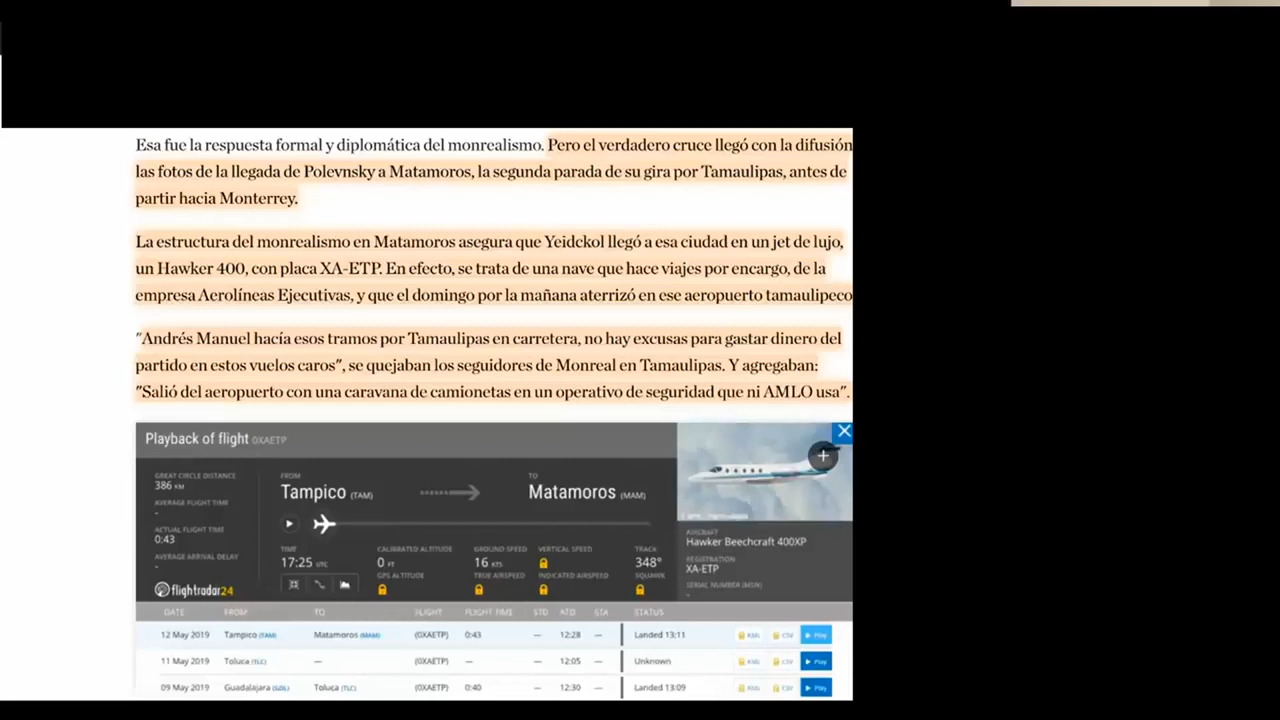 Esa fue la respuesta formal y diplomática del monrealismo. Pero el verdadero cruce llegó con la difusión
las fotos de la llegada de Polevnsky a Matamoros, la segunda parada de su gira por Tamaulipas, antes de
partir hacia Monterrey.
La estructura del monrealismo en Matamoros asegura que Yeidckol llegó a esa ciudad en un jet de lujo,
un Hawker 400, con placa XA-ETP. En efecto, se trata de una nave que hace viajes por encargo, de la
empresa Aerolíneas Ejecutivas, y que el domingo por la mañana aterrizó en ese aeropuerto tamaulipeco
"Andrés Manuel hacía esos tramos por Tamaulipas en carretera, no hay excusas para gastar dinero del
partido en estos vuelos caros", se quejaban los seguidores de Monreal en Tamaulipas. Y agregaban:
"Salió del aeropuerto con una caravana de camionetas en un operativo de seguridad que ni AMLO usa".
Playback of flight 0XAETP
GREAT CIRCLE DISTANCE
386 KM
AVERAGE FLIGHT TIME
-
ACTUAL FLIGHT TIME
0:43
AVERAGE ARRIVAL DELAY
-
flightradar24
FROM TO
Tampico (TAM) Matamoros (MAM)
TIME CALIBRATED ALTITUDE GROUND SPEED VERTICAL SPEED TRACK
17:25 UTC 0 FT 16 KTS 348°
GPS ALTITUDE TRUE AIRSPEED INDICATED AIRSPEED SQUAWK
AIRCRAFT
Hawker Beechcraft 400XP
REGISTRATION
XA-ETP
SERIAL NUMBER (MSN)
-
DATE FROM TO FLIGHT FLIGHT TIME STD ATD STA STATUS
12 May 2019 Tampico (TAM) Matamoros (MAM) (0XAETP) 0:43 — 12:28 — Landed 13:11 KML CSV Play
11 May 2019 Toluca (TLC) — (0XAETP) — — 12:05 — Unknown KML CSV Play
09 May 2019 Guadalajara (GDL) Toluca (TLC) (0XAETP) 0:40 — 12:30 — Landed 13:09 KML CSV Play